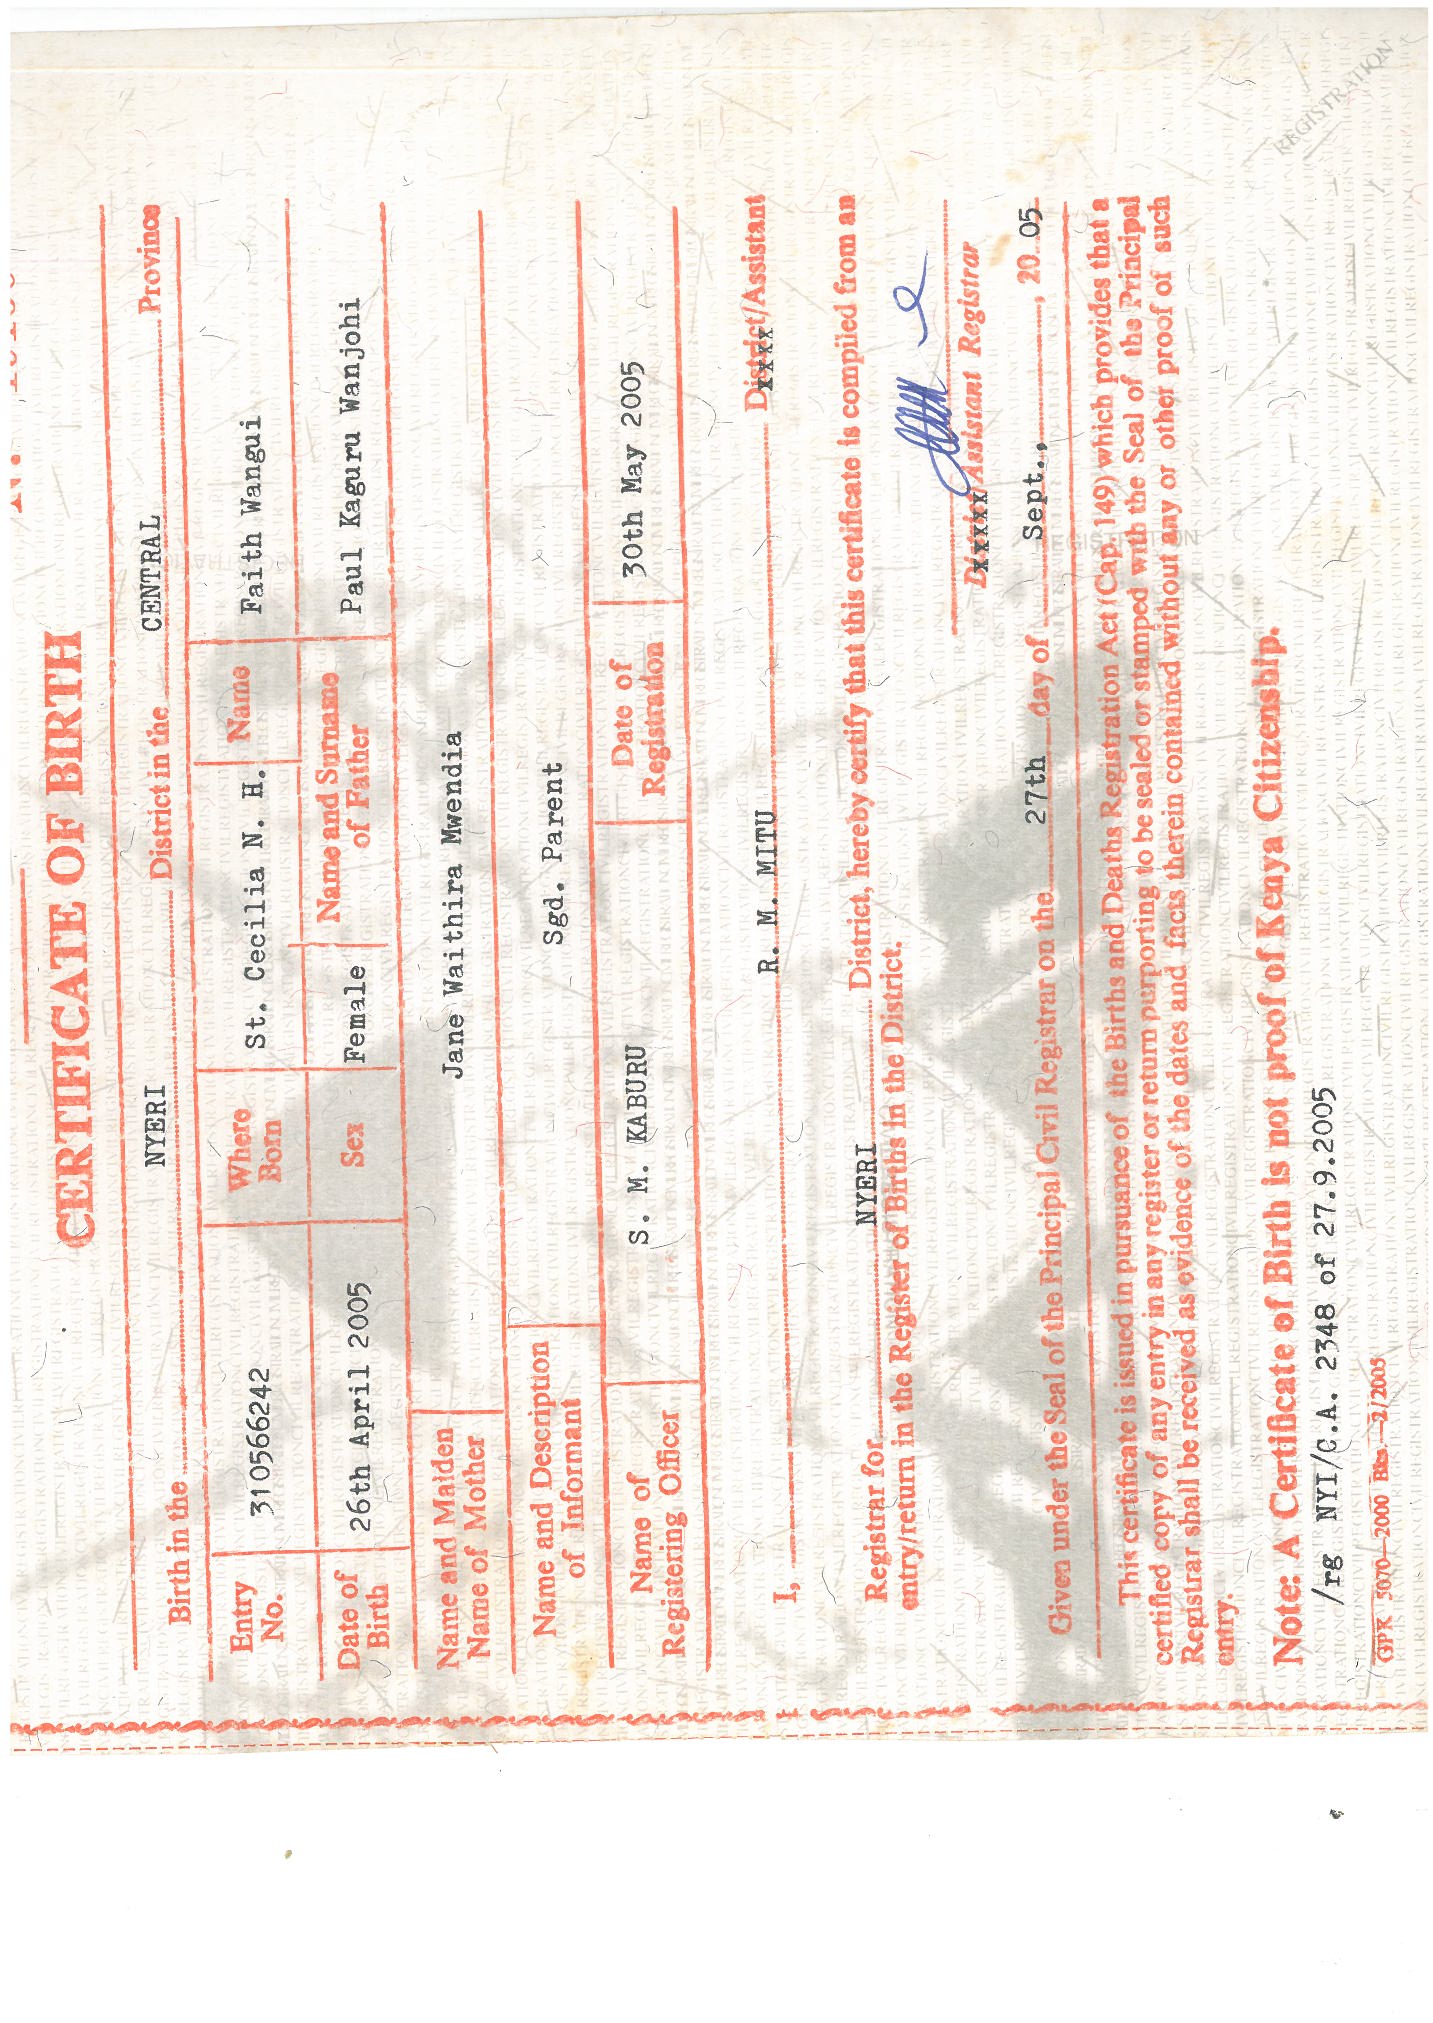 CERTIFICATE OF BIRTH
Birth in the NYERI District in the CENTRAL Province
Entry No. 310566242 Where Born St. Cecilia N. H. Name Faith Wangui
Date of Birth 26th April 2005 Sex Female Name and Surname of Father Paul Kaguru Wanjohi
Name and Maiden Name of Mother Jane Waithira Mwendia
Name and Description of Informant Sgd. Parent
Name of Registering Officer S. M. KABURU Date of Registration 30th May 2005
I, R. M. MITU District/Assistant
xxxx
Registrar for NYERI District, hereby certify that this certificate is compiled from an
entry/return in the Register of Births in the District.
xxxxx/Assistant Registrar
Given under the Seal of the Principal Civil Registrar on the 27th day of Sept., , 20 05
This certificate is issued in pursuance of the Births and Deaths Registration Act (Cap. 149) which provides that a
certified copy of any entry in any register or return purporting to be sealed or stamped with the Seal of the Principal
Registrar shall be received as evidence of the dates and facts therein contained without any or other proof of such
entry.
Note: A Certificate of Birth is not proof of Kenya Citizenship.
/rg NYI/C.A. 2348 of 27.9.2005
GPK 5070—2000 Bks.—2/2005
REGISTRATION